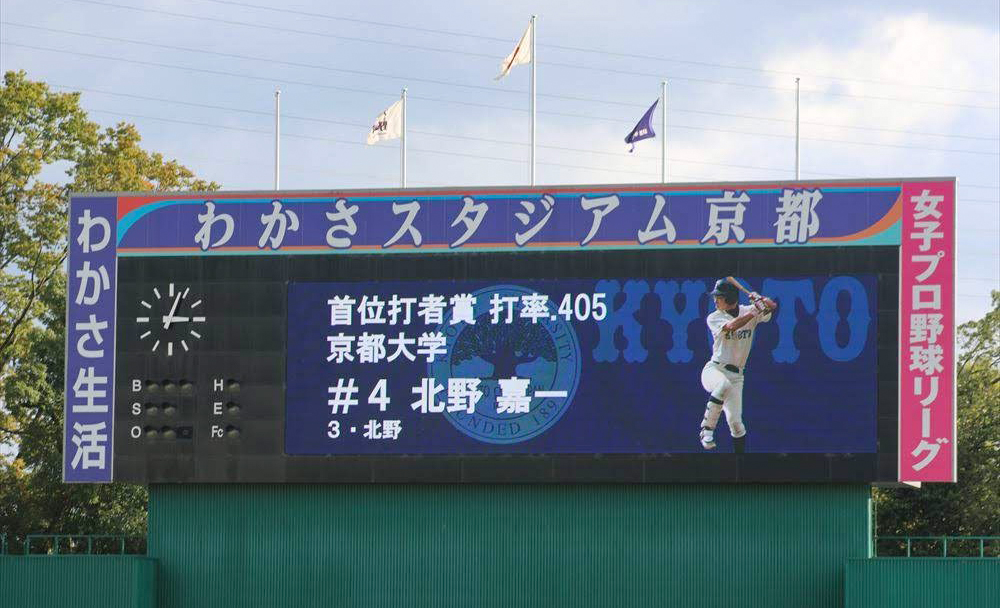 わかさスタジアム京都
わかさ生活
女子プロ野球リーグ
首位打者賞 打率.405
京都大学
#4 北野 嘉一
3・北野
KYOTO
B
S
O
H
E
Fc